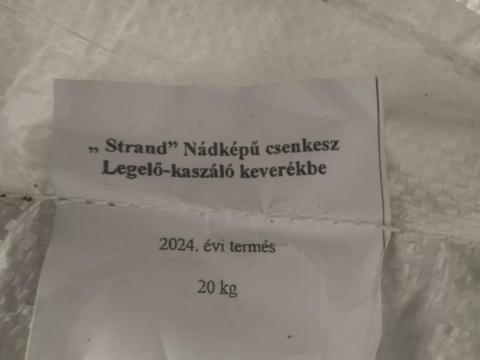 „ Strand” Nádképű csenkesz
Legelő-kaszáló keverékbe
2024. évi termés
20 kg